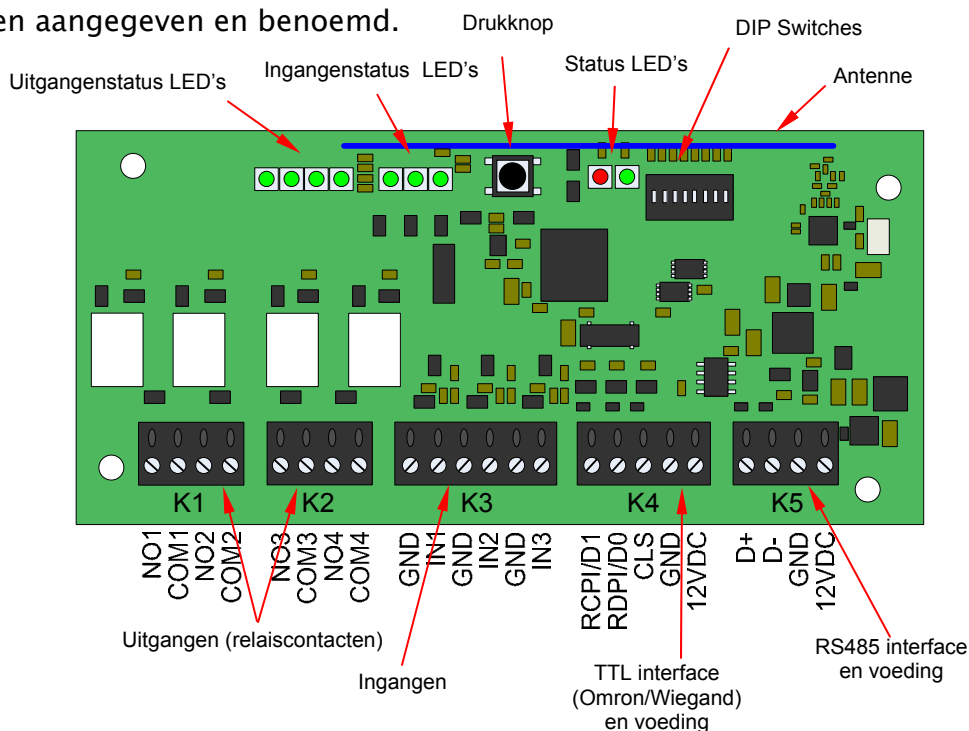 en aangegeven en benoemd.
Drukknop
DIP Switches
Uitgangenstatus LED's
Ingangenstatus LED's
Status LED's
Antenne
K1
K2
K3
K4
K5
NO1
COM1
NO2
COM2
NO3
COM3
NO4
COM4
GND
IN1
GND
IN2
GND
IN3
RCPI/D1
RDPI/D0
CLS
GND
12VDC
D+
D-
GND
12VDC
Uitgangen (relaiscontacten)
Ingangen
TTL interface
(Omron/Wiegand)
en voeding
RS485 interface
en voeding